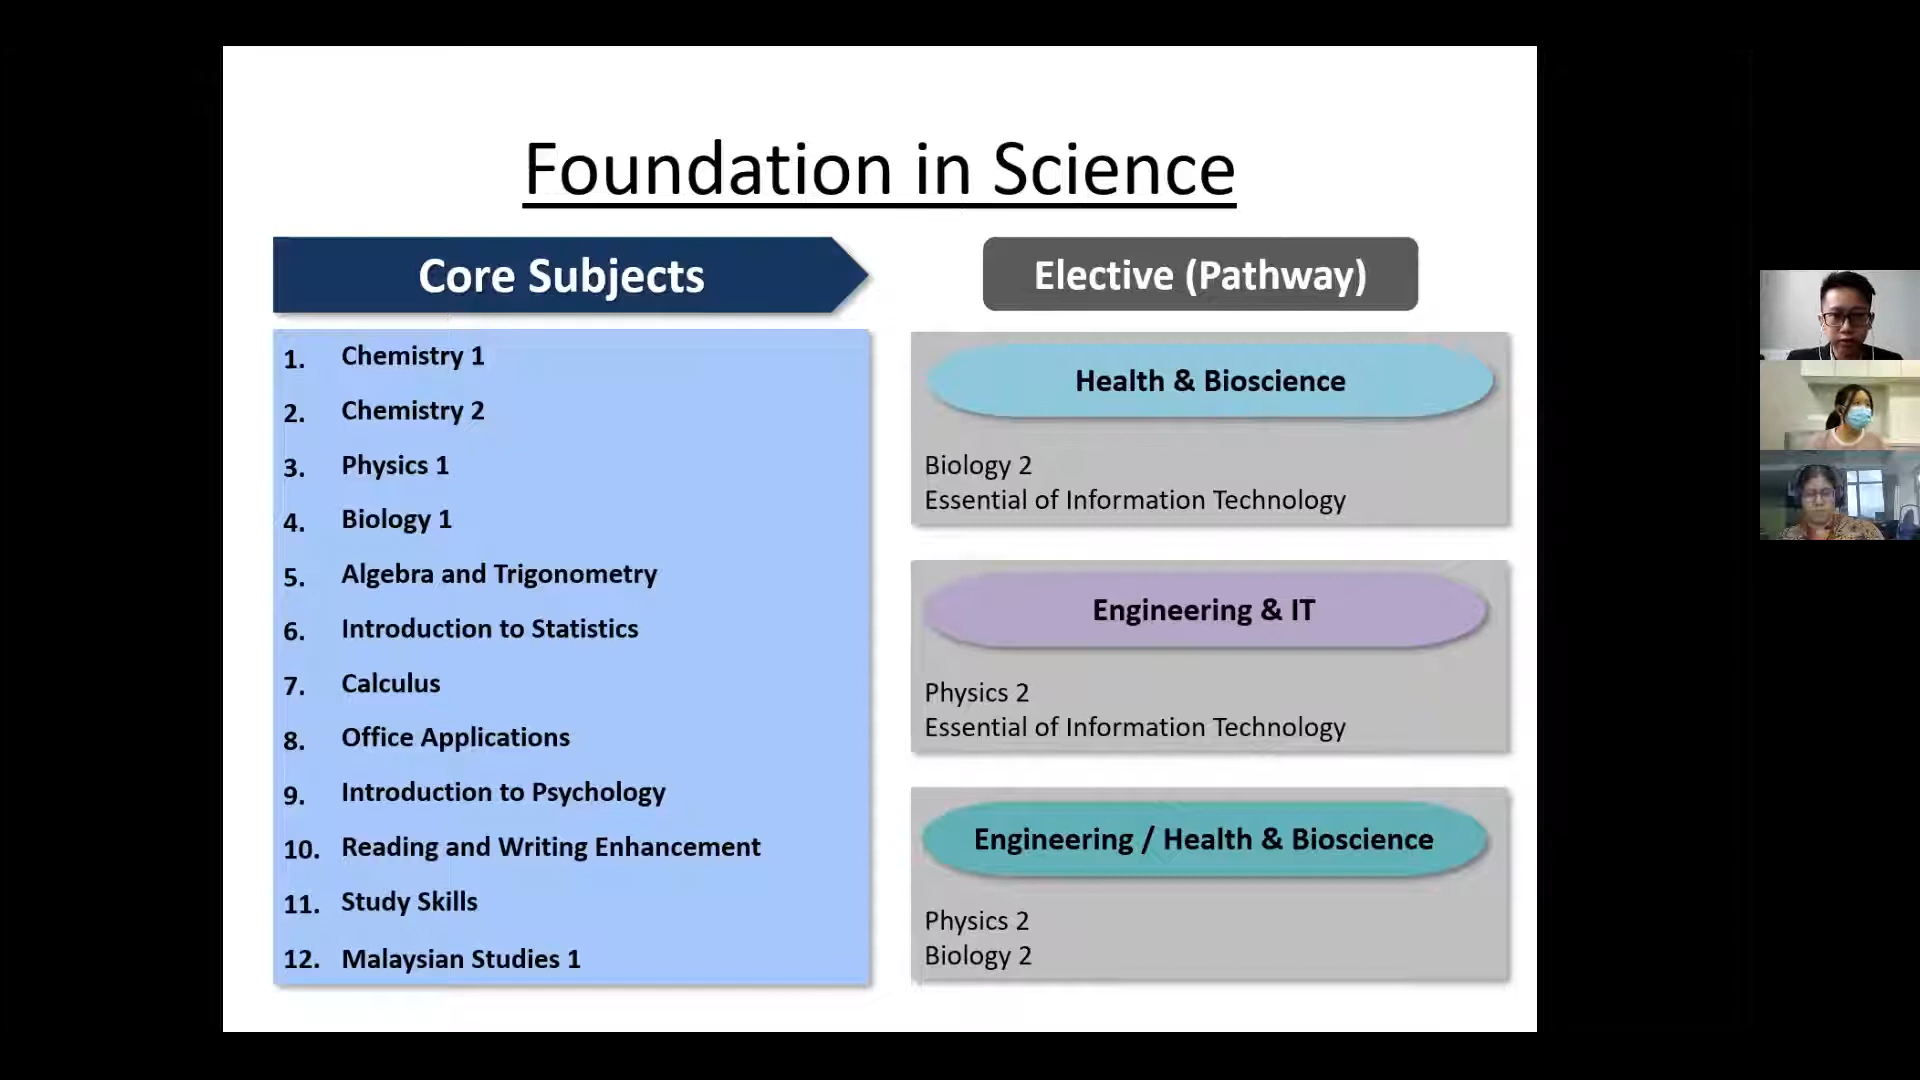 Foundation in Science
Core Subjects
1. Chemistry 1
2. Chemistry 2
3. Physics 1
4. Biology 1
5. Algebra and Trigonometry
6. Introduction to Statistics
7. Calculus
8. Office Applications
9. Introduction to Psychology
10. Reading and Writing Enhancement
11. Study Skills
12. Malaysian Studies 1
Elective (Pathway)
Health & Bioscience
Biology 2
Essential of Information Technology
Engineering & IT
Physics 2
Essential of Information Technology
Engineering / Health & Bioscience
Physics 2
Biology 2